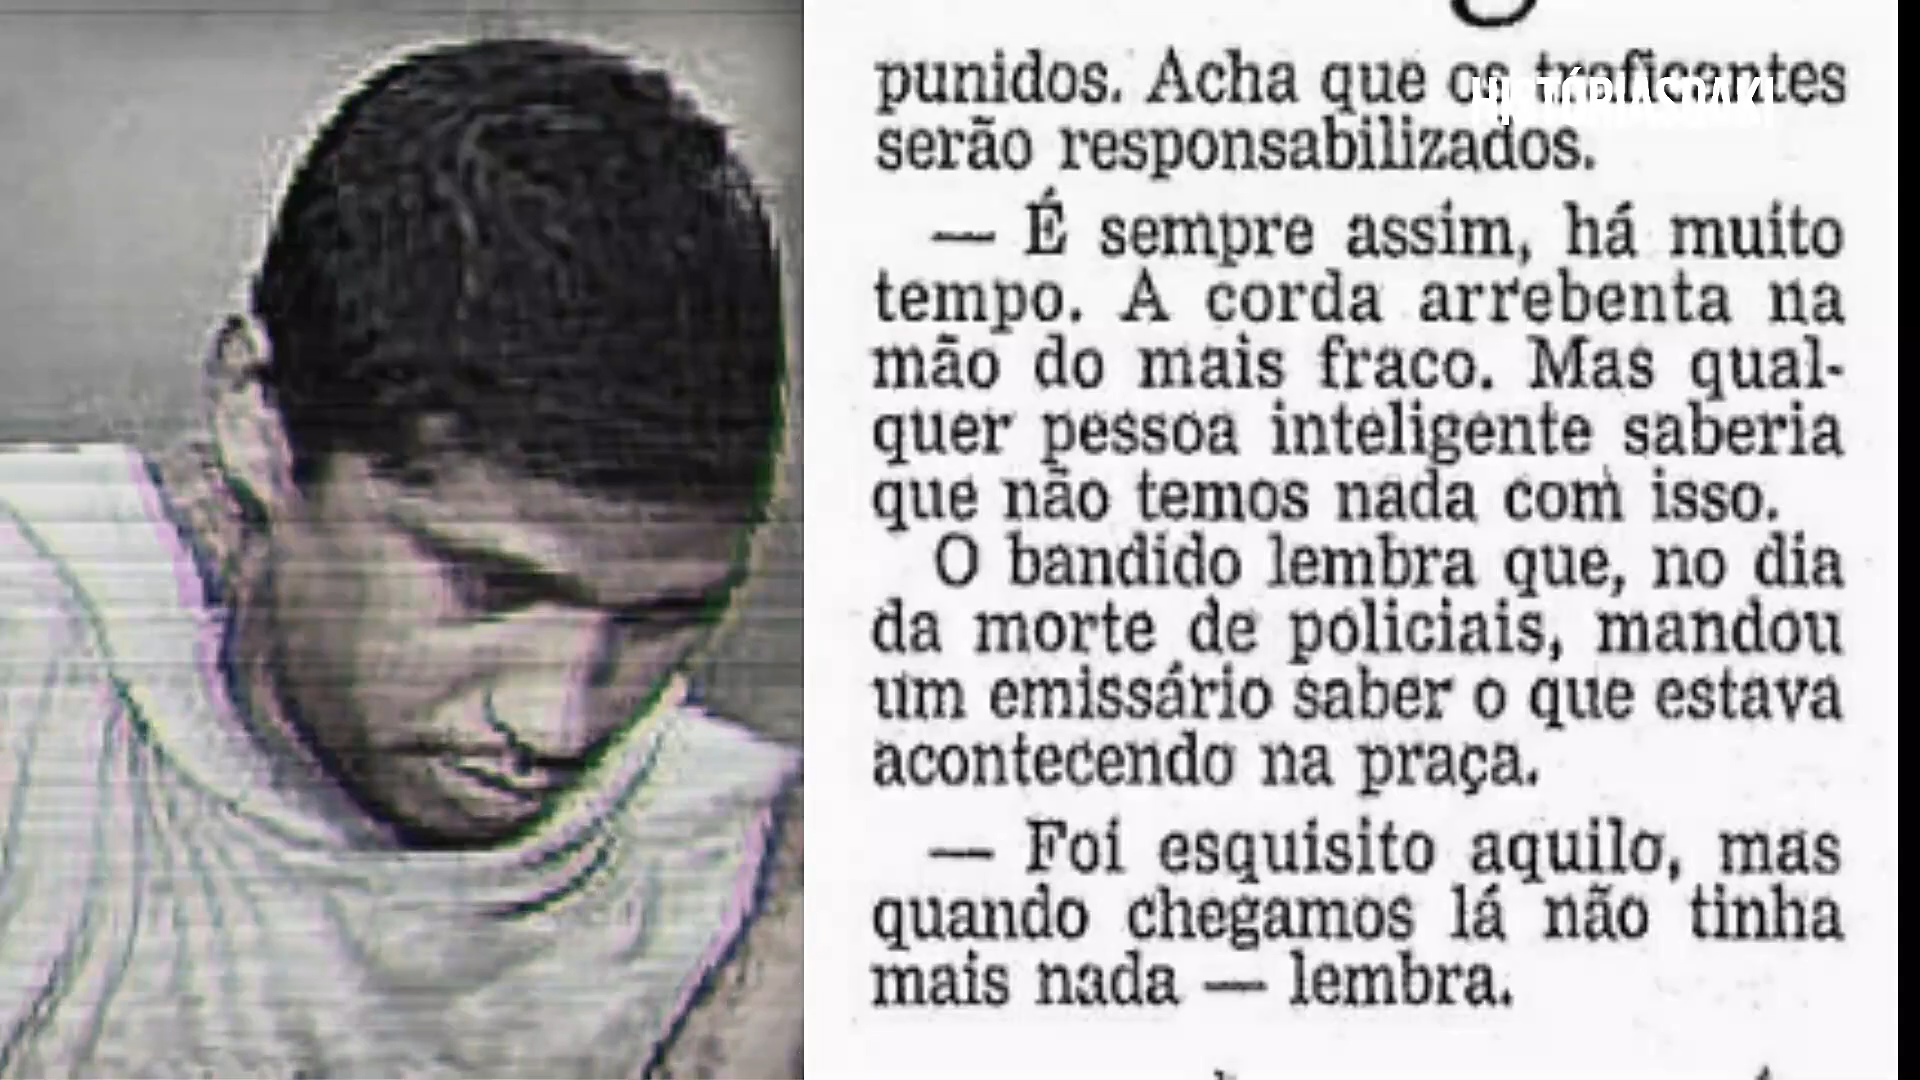 punidos. Acha que os traficantes
HISTÓRIAS DAKI
serão responsabilizados.
— É sempre assim, há muito
tempo. A corda arrebenta na
mão do mais fraco. Mas qual-
quer pessoa inteligente saberia
que não temos nada com isso.
O bandido lembra que, no dia
da morte de policiais, mandou
um emissário saber o que estava
acontecendo na praça.
— Foi esquisito aquilo, mas
quando chegamos lá não tinha
mais nada — lembra.